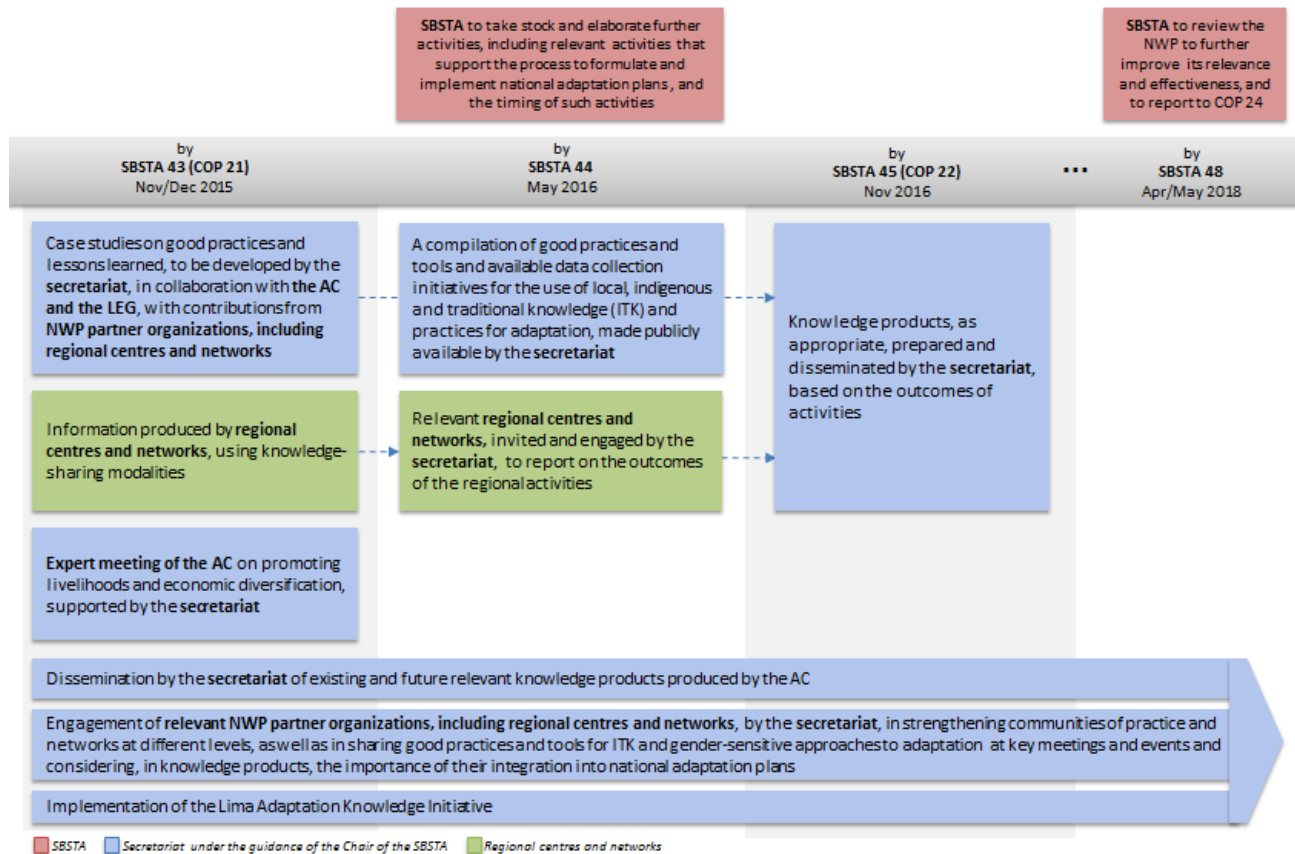 SBSTA to take stock and elaborate further
activities, including relevant activities that
support the process to formulate and
implement national adaptation plans, and
the timing of such activities
SBSTA to review the
NWP to further
improve its relevance
and effectiveness, and
to report to COP 24
by
SBSTA 43 (COP 21)
Nov/Dec 2015
by
SBSTA 44
May 2016
by
SBSTA 45 (COP 22)
Nov 2016
...
by
SBSTA 48
Apr/May 2018
Case studies on good practices and
lessons learned, to be developed by the
secretariat, in collaboration with the AC
and the LEG, with contributions from
NWP partner organizations, including
regional centres and networks
A compilation of good practices and
tools and available data collection
initiatives for the use of local, indigenous
and traditional knowledge (ITK) and
practices for adaptation, made publicly
available by the secretariat
Knowledge products, as
appropriate, prepared and
disseminated by the secretariat,
based on the outcomes of
activities
Information produced by regional
centres and networks, using knowledge-
sharing modalities
Relevant regional centres and
networks, invited and engaged by the
secretariat, to report on the outcomes
of the regional activities
Expert meeting of the AC on promoting
livelihoods and economic diversification,
supported by the secretariat
Dissemination by the secretariat of existing and future relevant knowledge products produced by the AC
Engagement of relevant NWP partner organizations, including regional centres and networks, by the secretariat, in strengthening communities of practice and
networks at different levels, as well as in sharing good practices and tools for ITK and gender-sensitive approaches to adaptation at key meetings and events and
considering, in knowledge products, the importance of their integration into national adaptation plans
Implementation of the Lima Adaptation Knowledge Initiative
SBSTA Secretariat under the guidance of the Chair of the SBSTA Regional centres and networks